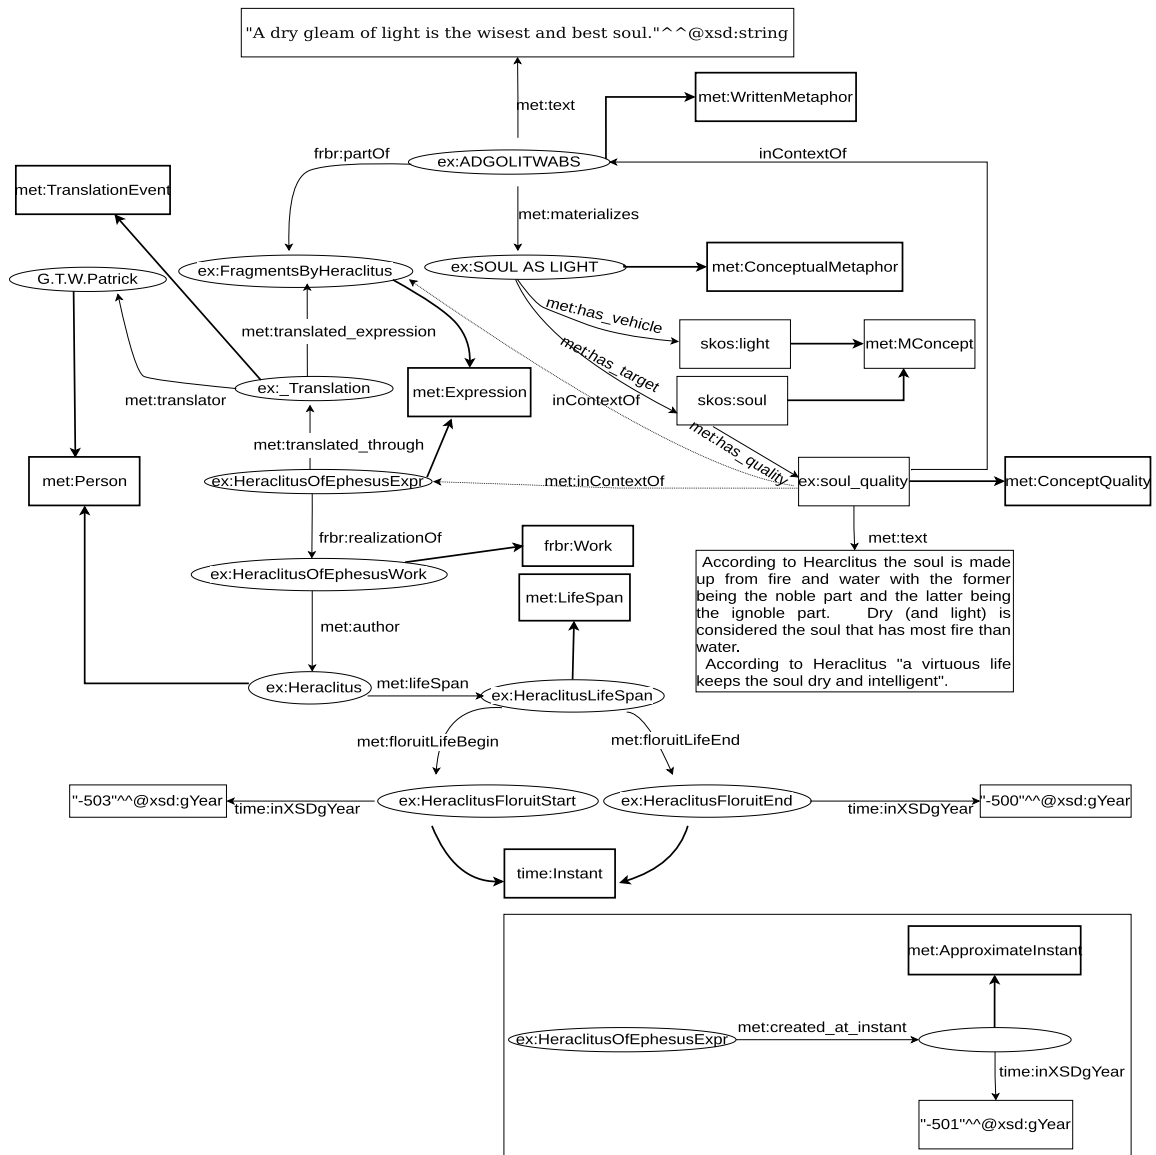 "A dry gleam of light is the wisest and best soul."^^@xsd:string
met:text
met:WrittenMetaphor
frbr:partOf
ex:ADGOLITWABS
inContextOf
met:TranslationEvent
met:materializes
G.T.W.Patrick
ex:FragmentsByHeraclitus
ex:SOUL AS LIGHT
met:ConceptualMetaphor
met:has_vehicle
met:translated_expression
skos:light
met:MConcept
met:has_target
ex:_Translation
met:translator
met:Expression
inContextOf
skos:soul
met:translated_through
met:has_quality
met:Person
ex:HeraclitusOfEphesusExpr
met:inContextOf
ex:soul_quality
met:ConceptQuality
frbr:realizationOf
met:text
frbr:Work
ex:HeraclitusOfEphesusWork
met:LifeSpan
According to Hearclitus the soul is made
up from fire and water with the former
being the noble part and the latter being
the ignoble part. Dry (and light) is
considered the soul that has most fire than
water.
According to Heraclitus "a virtuous life
keeps the soul dry and intelligent".
met:author
ex:Heraclitus
met:lifeSpan
ex:HeraclitusLifeSpan
met:floruitLifeBegin
met:floruitLifeEnd
"-503"^^@xsd:gYear
time:inXSDgYear
ex:HeraclitusFloruitStart
ex:HeraclitusFloruitEnd
time:inXSDgYear
"-500"^^@xsd:gYear
time:Instant
met:ApproximateInstant
ex:HeraclitusOfEphesusExpr
met:created_at_instant
time:inXSDgYear
"-501"^^@xsd:gYear